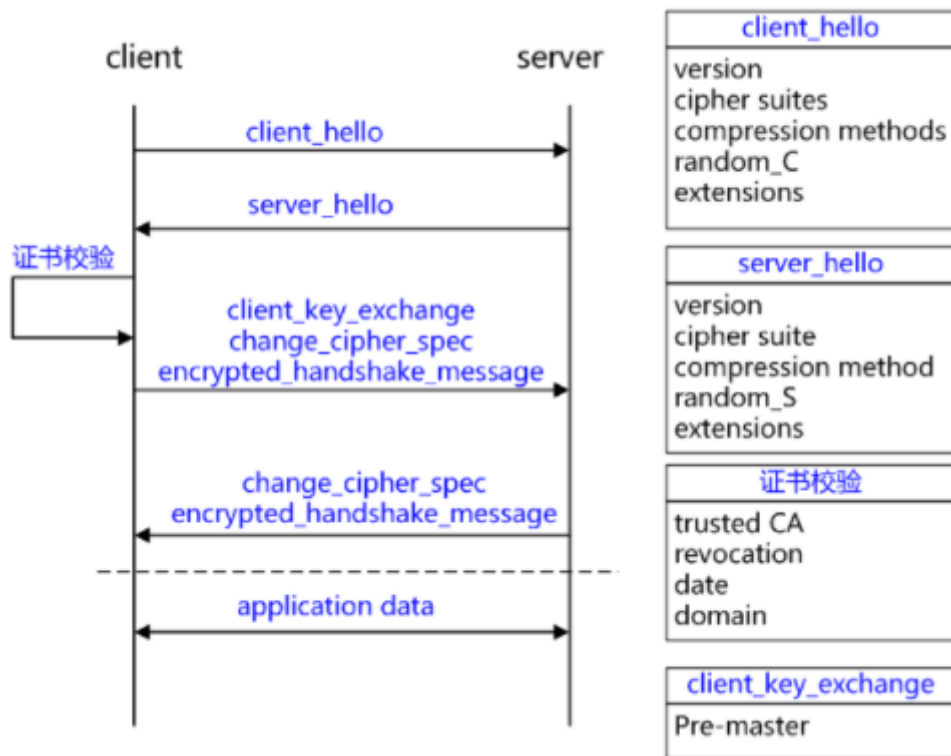 client
server
client_hello
server_hello
证书校验
client_key_exchange
change_cipher_spec
encrypted_handshake_message
change_cipher_spec
encrypted_handshake_message
application data
client_hello
version
cipher suites
compression methods
random_C
extensions
server_hello
version
cipher suite
compression method
random_S
extensions
证书校验
trusted CA
revocation
date
domain
client_key_exchange
Pre-master